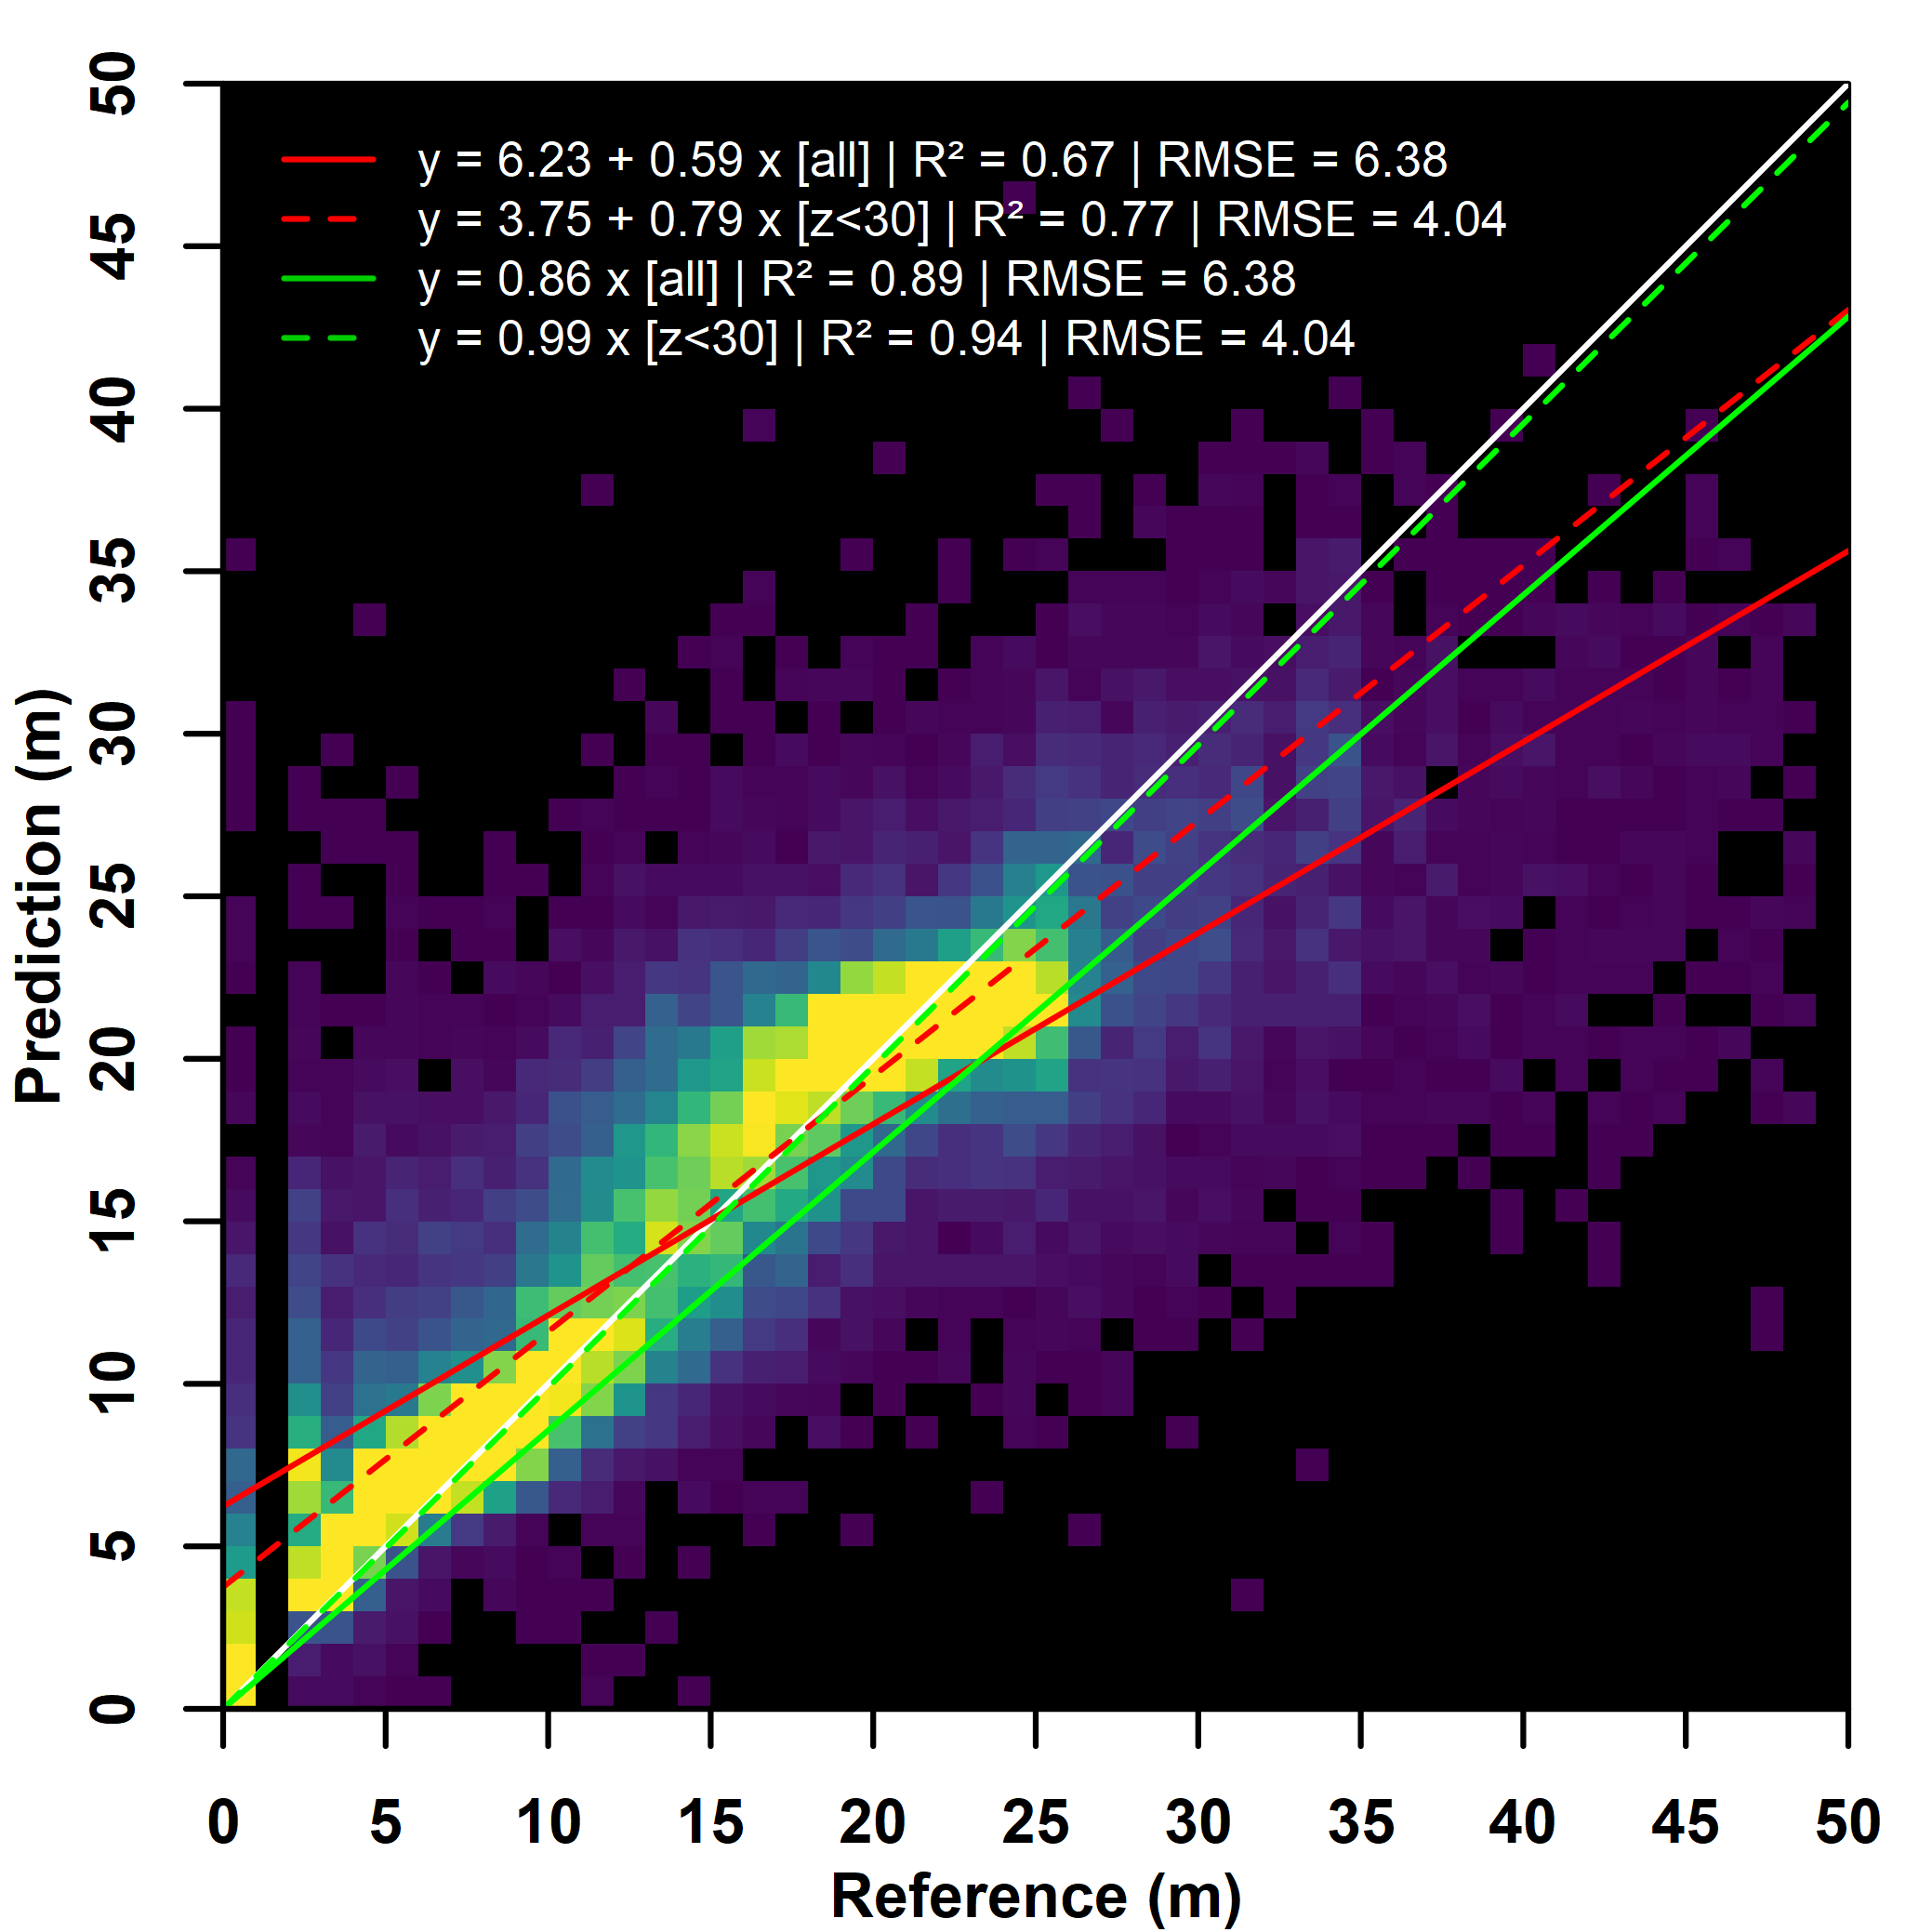 50
45
40
35
30
25
20
15
10
5
0
Prediction (m)
y = 6.23 + 0.59 x [all] | R² = 0.67 | RMSE = 6.38
y = 3.75 + 0.79 x [z<30] | R² = 0.77 | RMSE = 4.04
y = 0.86 x [all] | R² = 0.89 | RMSE = 6.38
y = 0.99 x [z<30] | R² = 0.94 | RMSE = 4.04
0 5 10 15 20 25 30 35 40 45 50
Reference (m)